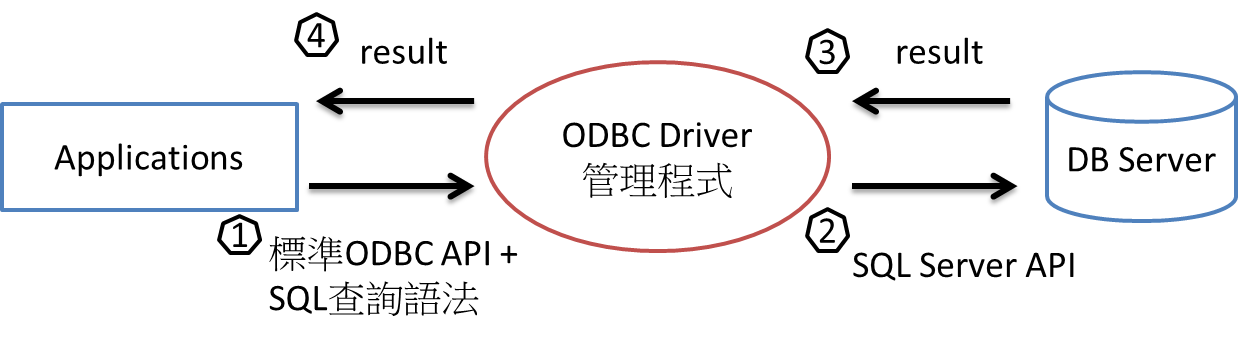 4
result
3
result
Applications
ODBC Driver
管理程式
DB Server
1
標準ODBC API +
SQL查詢語法
2
SQL Server API